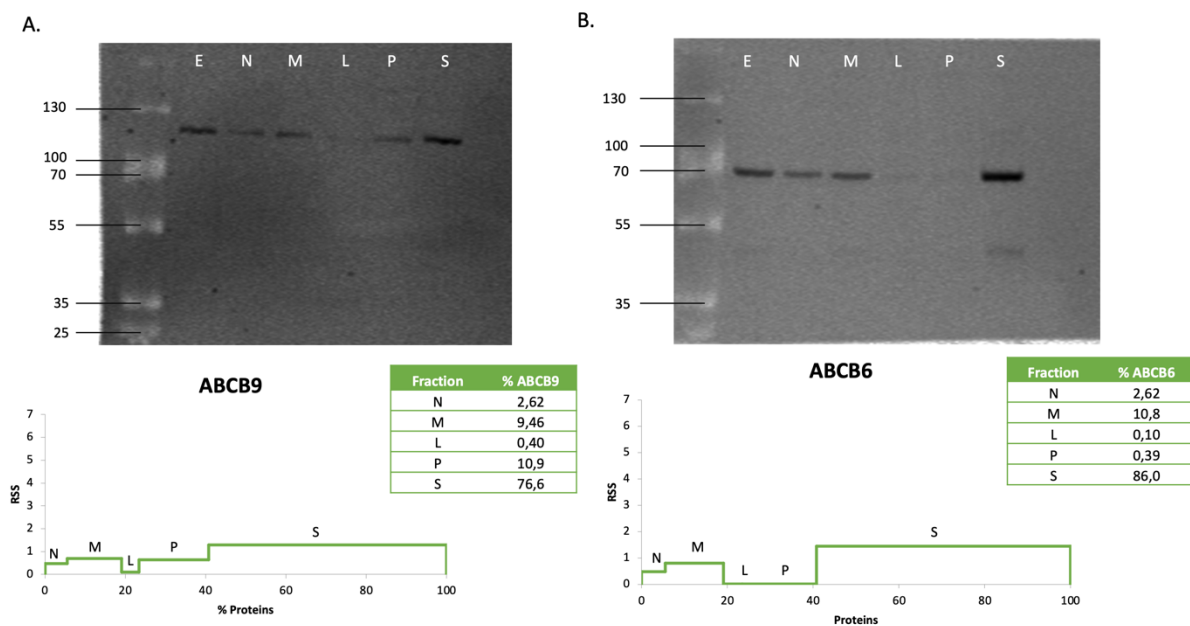 A.
E N M L P S
130
100
70
55
35
25
ABCB9
Fraction % ABCB9
N 2,62
M 9,46
L 0,40
P 10,9
S 76,6
RSS
7
6
5
4
3
2
1
0
N M L P S
0 20 40 60 80 100
% Proteins
B.
E N M L P S
130
100
70
55
35
ABCB6
Fraction % ABCB6
N 2,62
M 10,8
L 0,10
P 0,39
S 86,0
RSS
7
6
5
4
3
2
1
0
N M L P S
0 20 40 60 80 100
Proteins